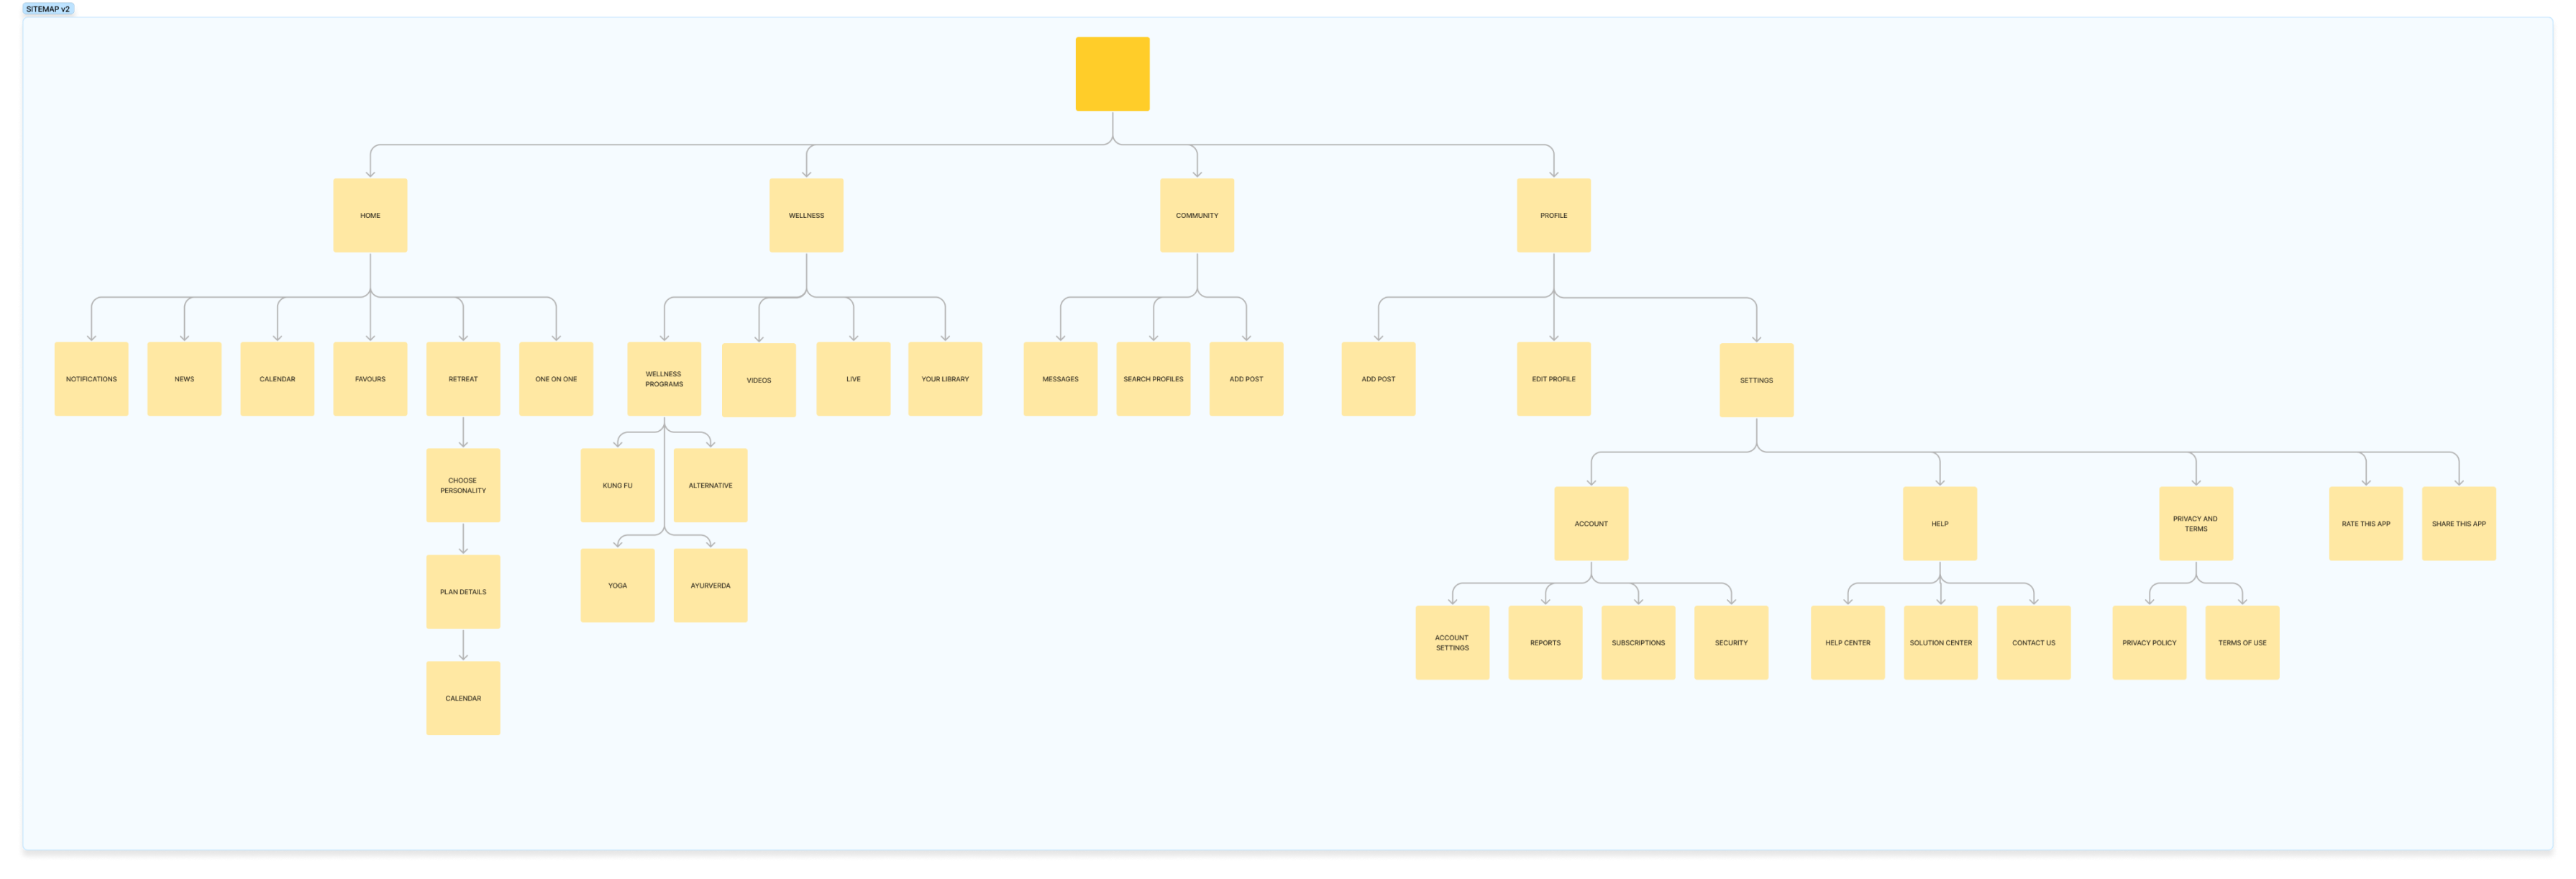 SITEMAP v2
HOME
WELLNESS
COMMUNITY
PROFILE
NOTIFICATIONS
NEWS
CALENDAR
FAVOURS
RETREAT
ONE ON ONE
WELLNESS
PROGRAMS
VIDEOS
LIVE
YOUR LIBRARY
MESSAGES
SEARCH PROFILES
ADD POST
ADD POST
EDIT PROFILE
SETTINGS
CHOOSE
PERSONALITY
KUNG FU
ALTERNATIVE
ACCOUNT
HELP
PRIVACY AND
TERMS
RATE THIS APP
SHARE THIS APP
PLAN DETAILS
YOGA
AYURVERDA
ACCOUNT
SETTINGS
REPORTS
SUBSCRIPTIONS
SECURITY
HELP CENTER
SOLUTION CENTER
CONTACT US
PRIVACY POLICY
TERMS OF USE
CALENDAR